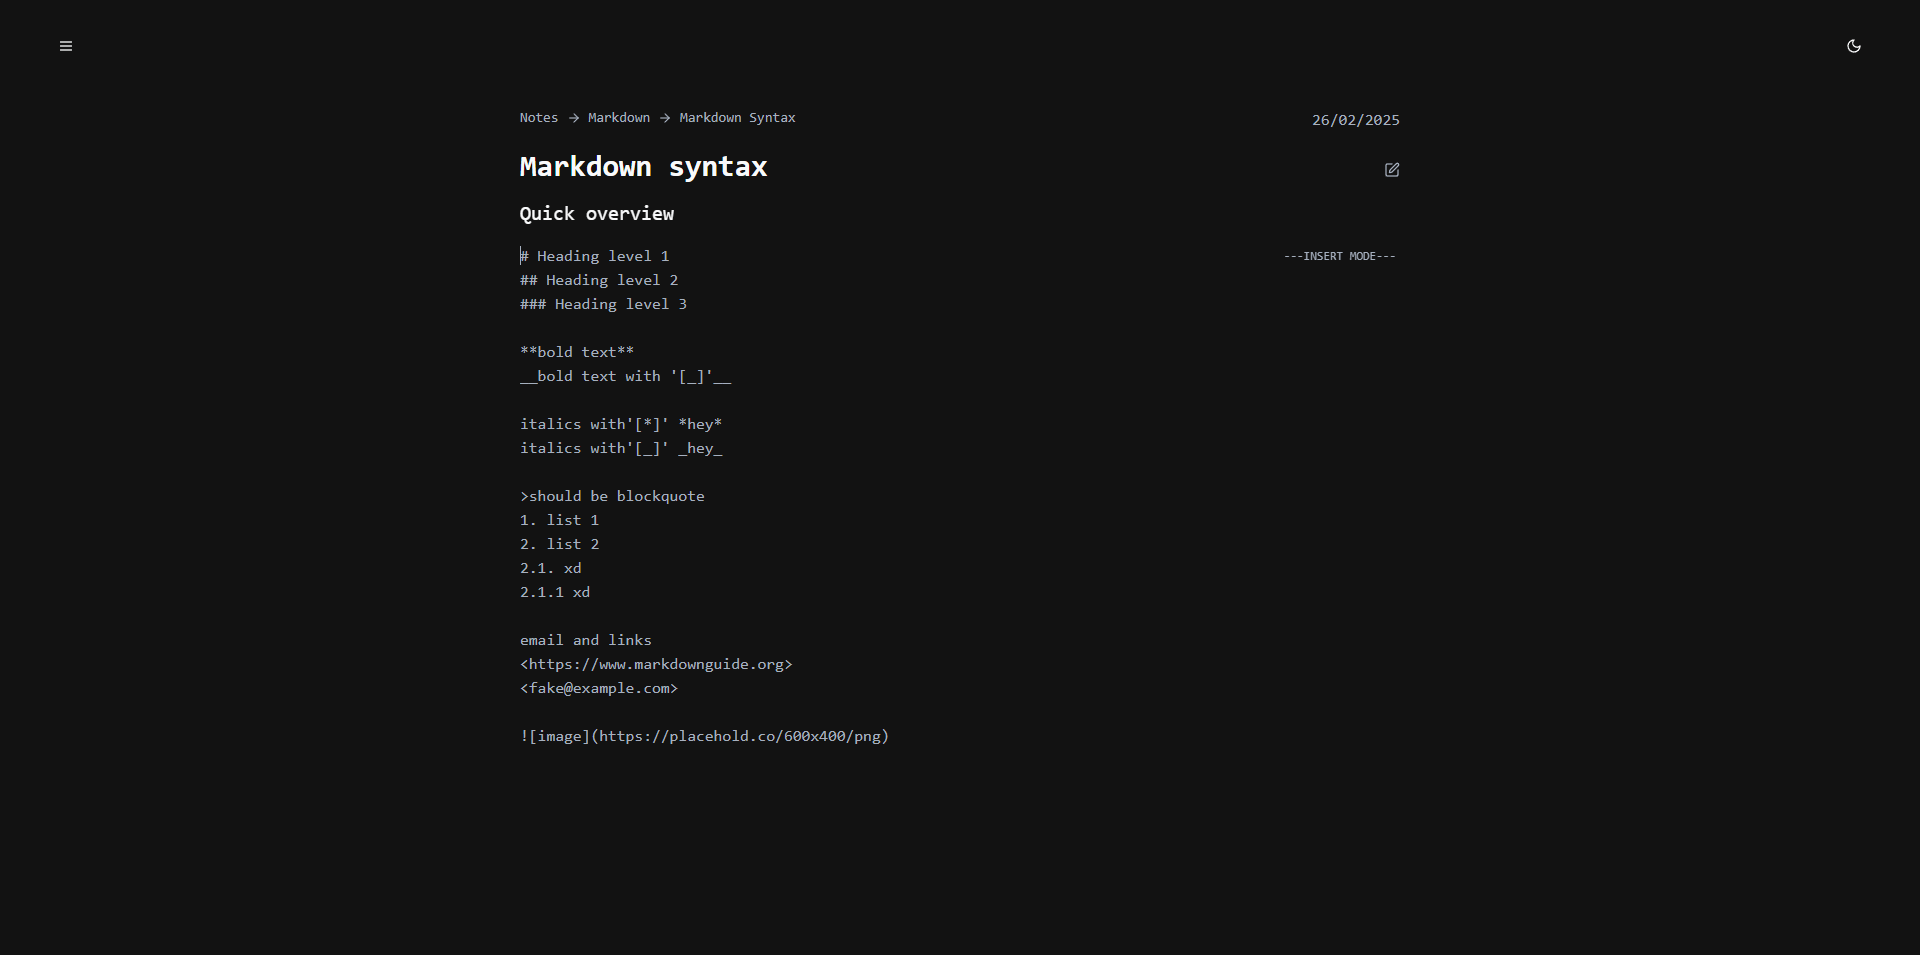 Notes → Markdown → Markdown Syntax
26/02/2025
Markdown syntax
Quick overview
# Heading level 1
---INSERT MODE---
## Heading level 2
### Heading level 3
**bold text**
__bold text with '[_]'__
italics with'[*]' *hey*
italics with'[_]' _hey_
>should be blockquote
1. list 1
2. list 2
2.1. xd
2.1.1 xd
email and links
<https://www.markdownguide.org>
<fake@example.com>
![image](https://placehold.co/600x400/png)